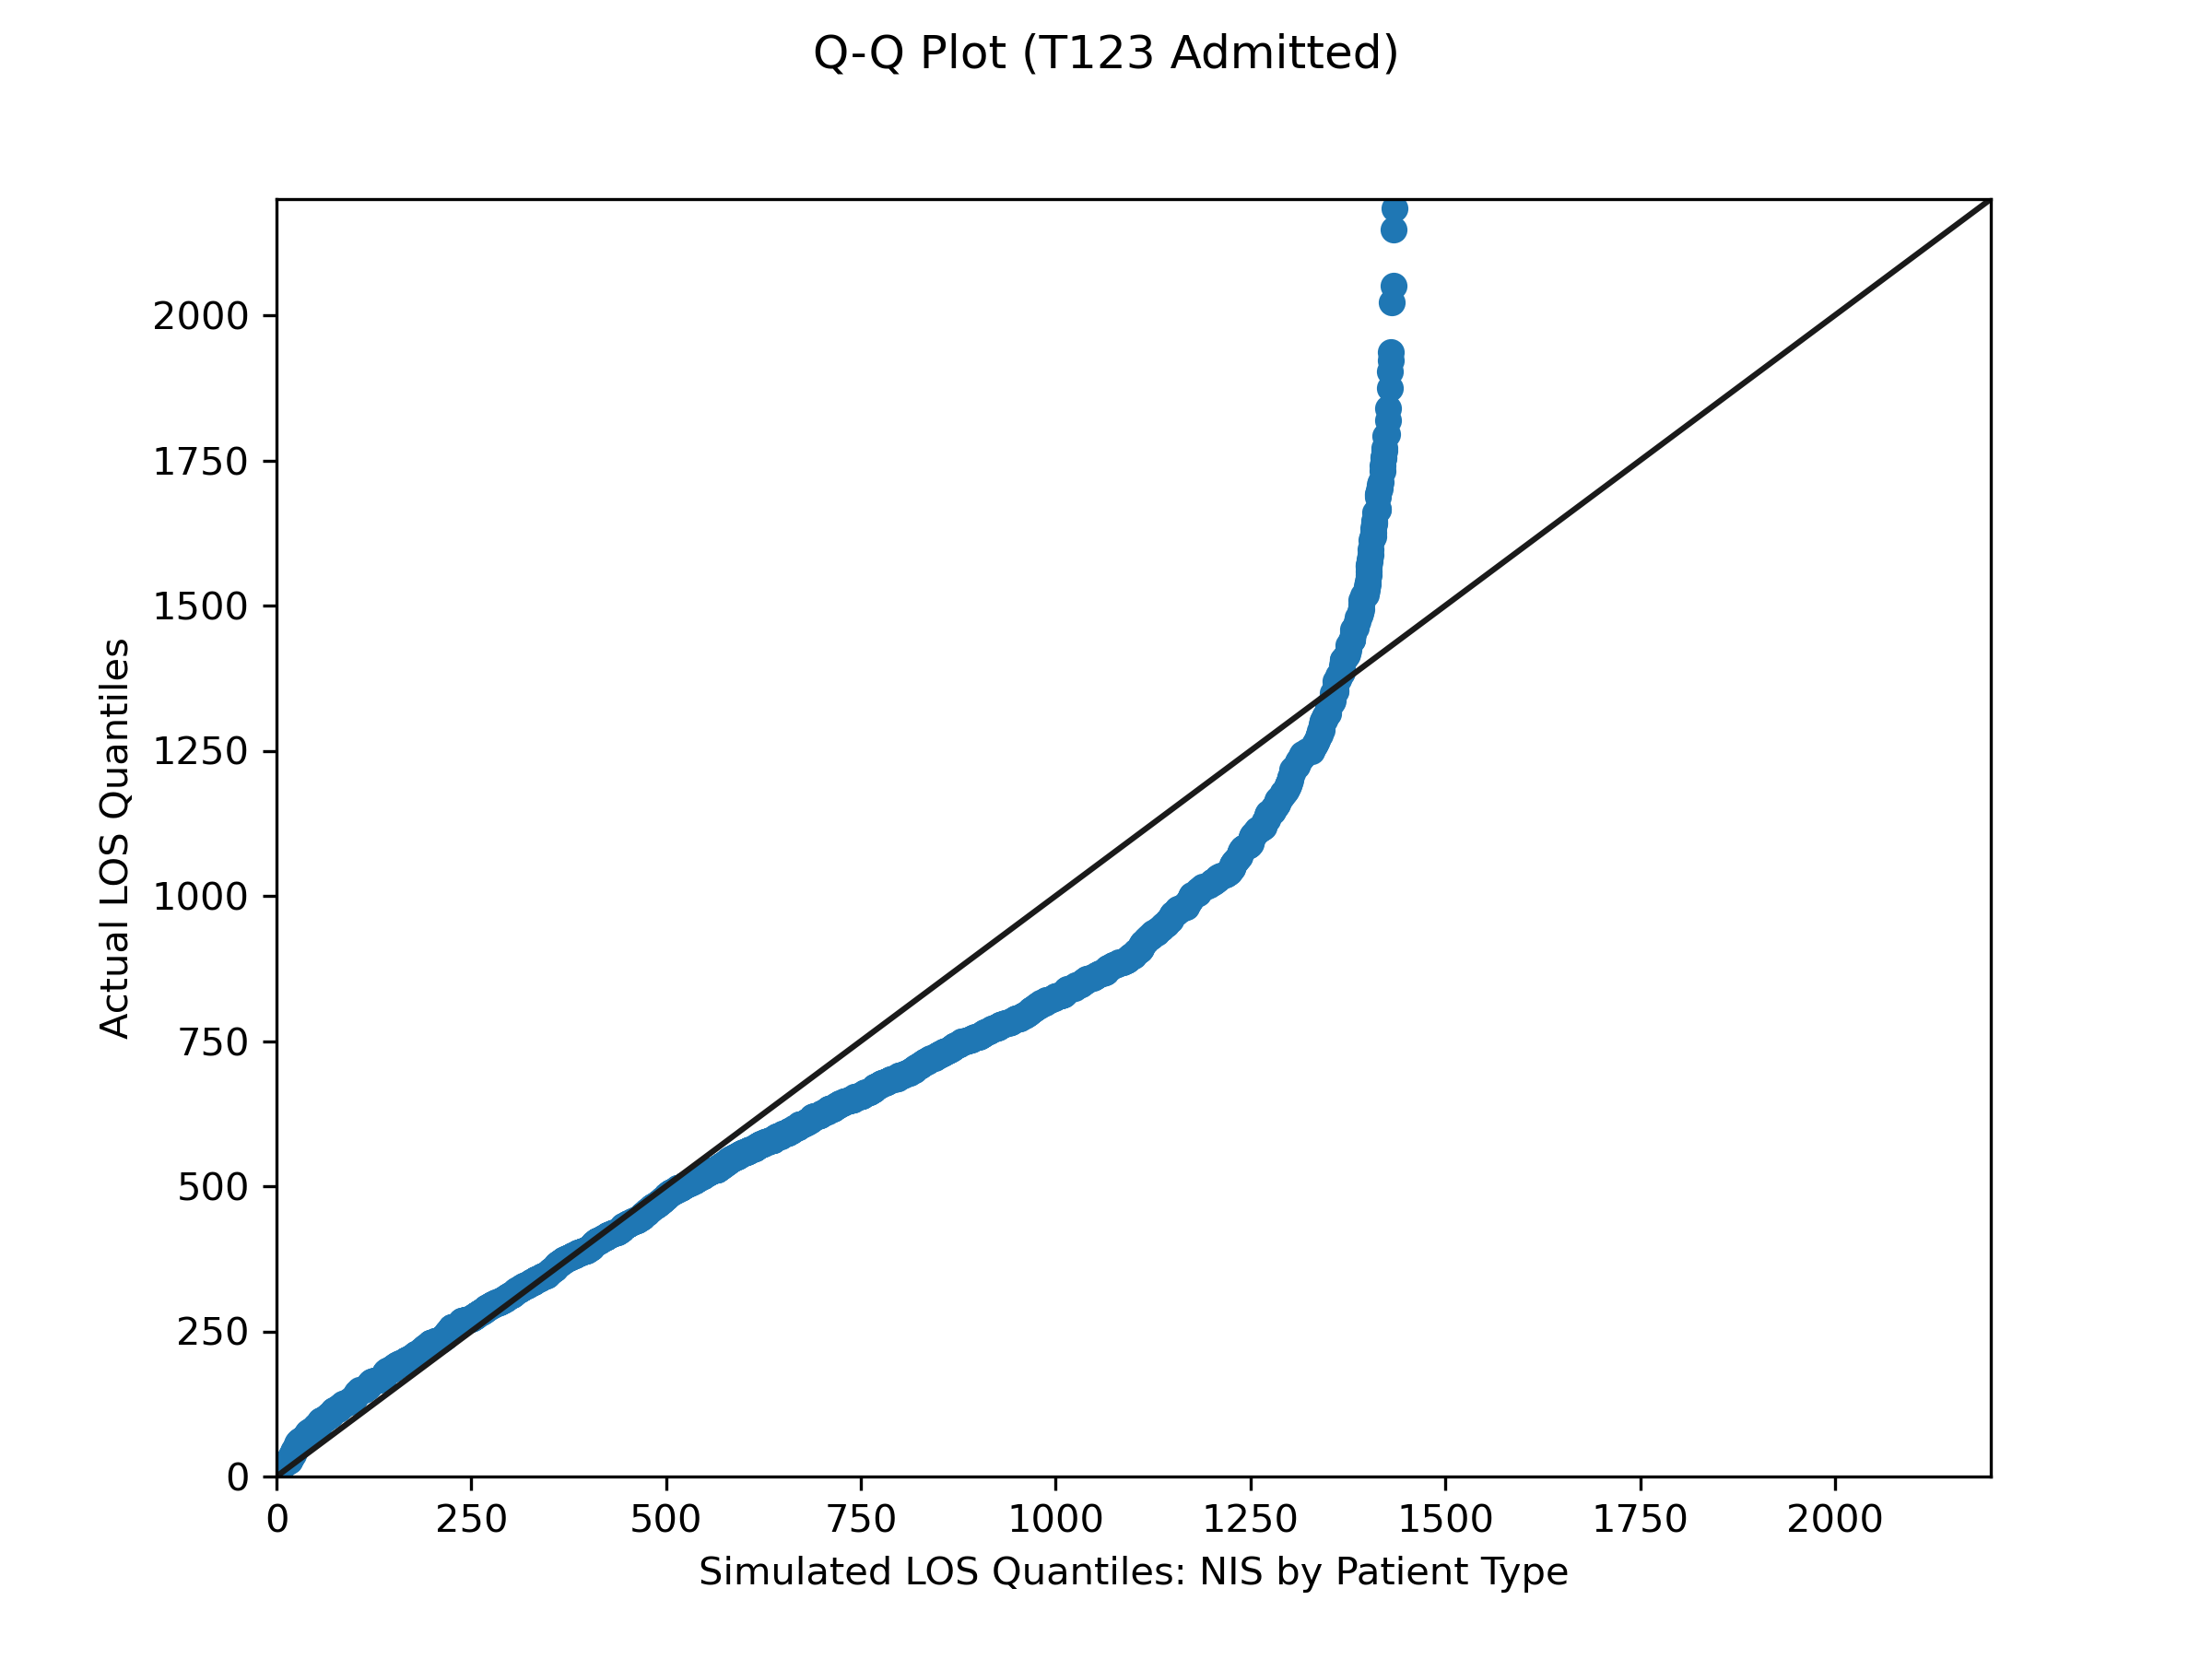 Q-Q Plot (T123 Admitted)
Actual LOS Quantiles
2000
1750
1500
1250
1000
750
500
250
0
0 250 500 750 1000 1250 1500 1750 2000
Simulated LOS Quantiles: NIS by Patient Type